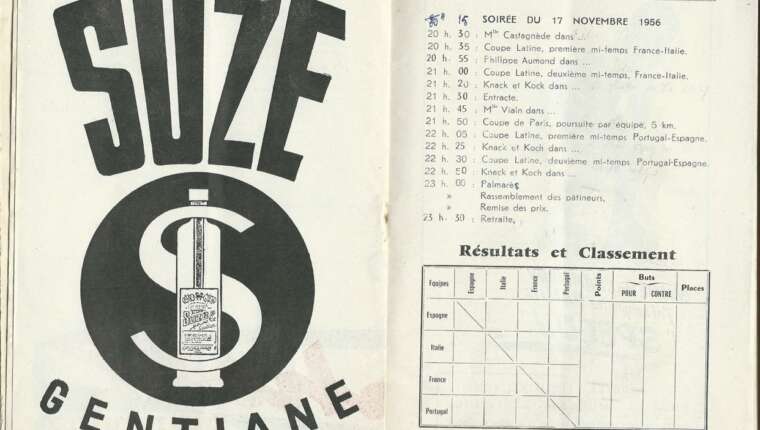 SUZE
GENTIANE
SOIRÉE DU 17 NOVEMBRE 1956
20 h. 30 : Mlle Castagnède dans ...
20 h. 35 : Coupe Latine, première mi-temps France-Italie.
20 h. 55 : Philippe Aumond dans ...
21 h. 00 : Coupe Latine, deuxième mi-temps France-Italie.
21 h. 20 : Knack et Kock dans ...
21 h. 30 : Entracte.
21 h. 45 : Mlle Vialn dans ...
21 h. 50 : Coupe de Paris, poursuite par équipe, 5 km.
22 h. 05 : Coupe Latine, première mi-temps Portugal-Espagne.
22 h. 25 : Knack et Kock dans ...
22 h. 30 : Coupe Latine, deuxième mi-temps Portugal-Espagne.
22 h. 50 : Knack et Kock dans ...
23 h. 00 : Palmarès
» Rassemblement des patineurs,
» Remise des prix.
23 h. 30 : Retraite,
Résultats et Classement
Equipes Espagne Italie France Portugal Points Buts Places
POUR CONTRE
Espagne
Italie
France
Portugal